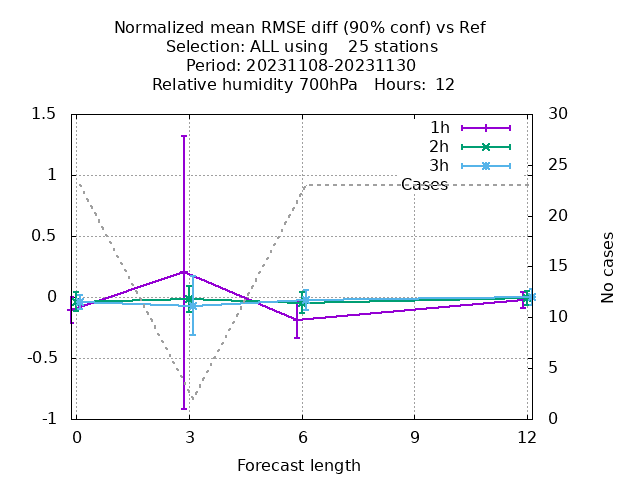 Normalized mean RMSE diff (90% conf) vs Ref
Selection: ALL using    25 stations
Period: 20231108-20231130
Relative humidity 700hPa   Hours:  12
1.5
1
0.5
0
-0.5
-1
30
25
20
15
10
5
0
1h
2h
3h
Cases
No cases
0
3
6
9
12
Forecast length